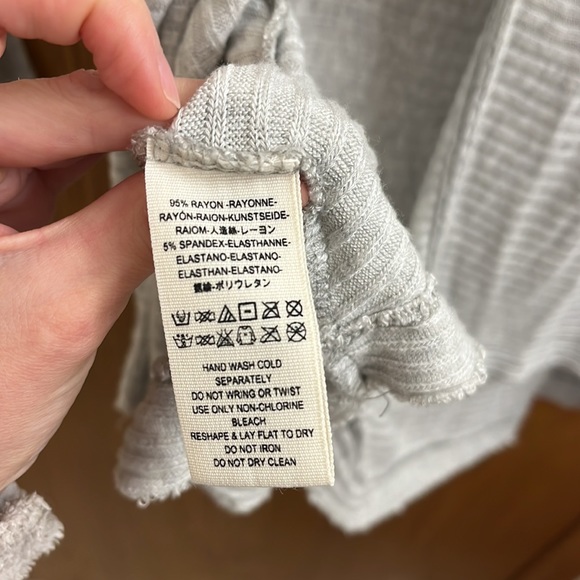 95% RAYON -RAYONNE-
RAYÓN-RAION-KUNSTSEIDE-
RAIOM-人造絲-レーヨン
5% SPANDEX-ELASTHANNE-
ELASTANO-ELASTANO-
ELASTHAN-ELASTANO-
ポリウレタン
HAND WASH COLD
SEPARATELY
DO NOT WRING OR TWIST
USE ONLY NON-CHLORINE
BLEACH
RESHAPE & LAY FLAT TO DRY
DO NOT IRON
DO NOT DRY CLEAN